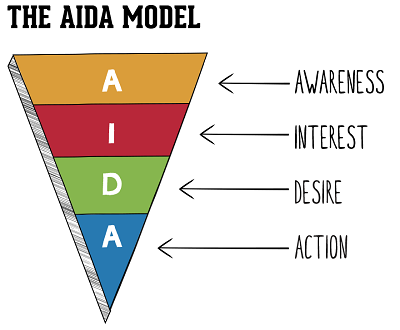 THE AIDA MODEL
A
AWARENESS
I
INTEREST
D
DESIRE
A
ACTION